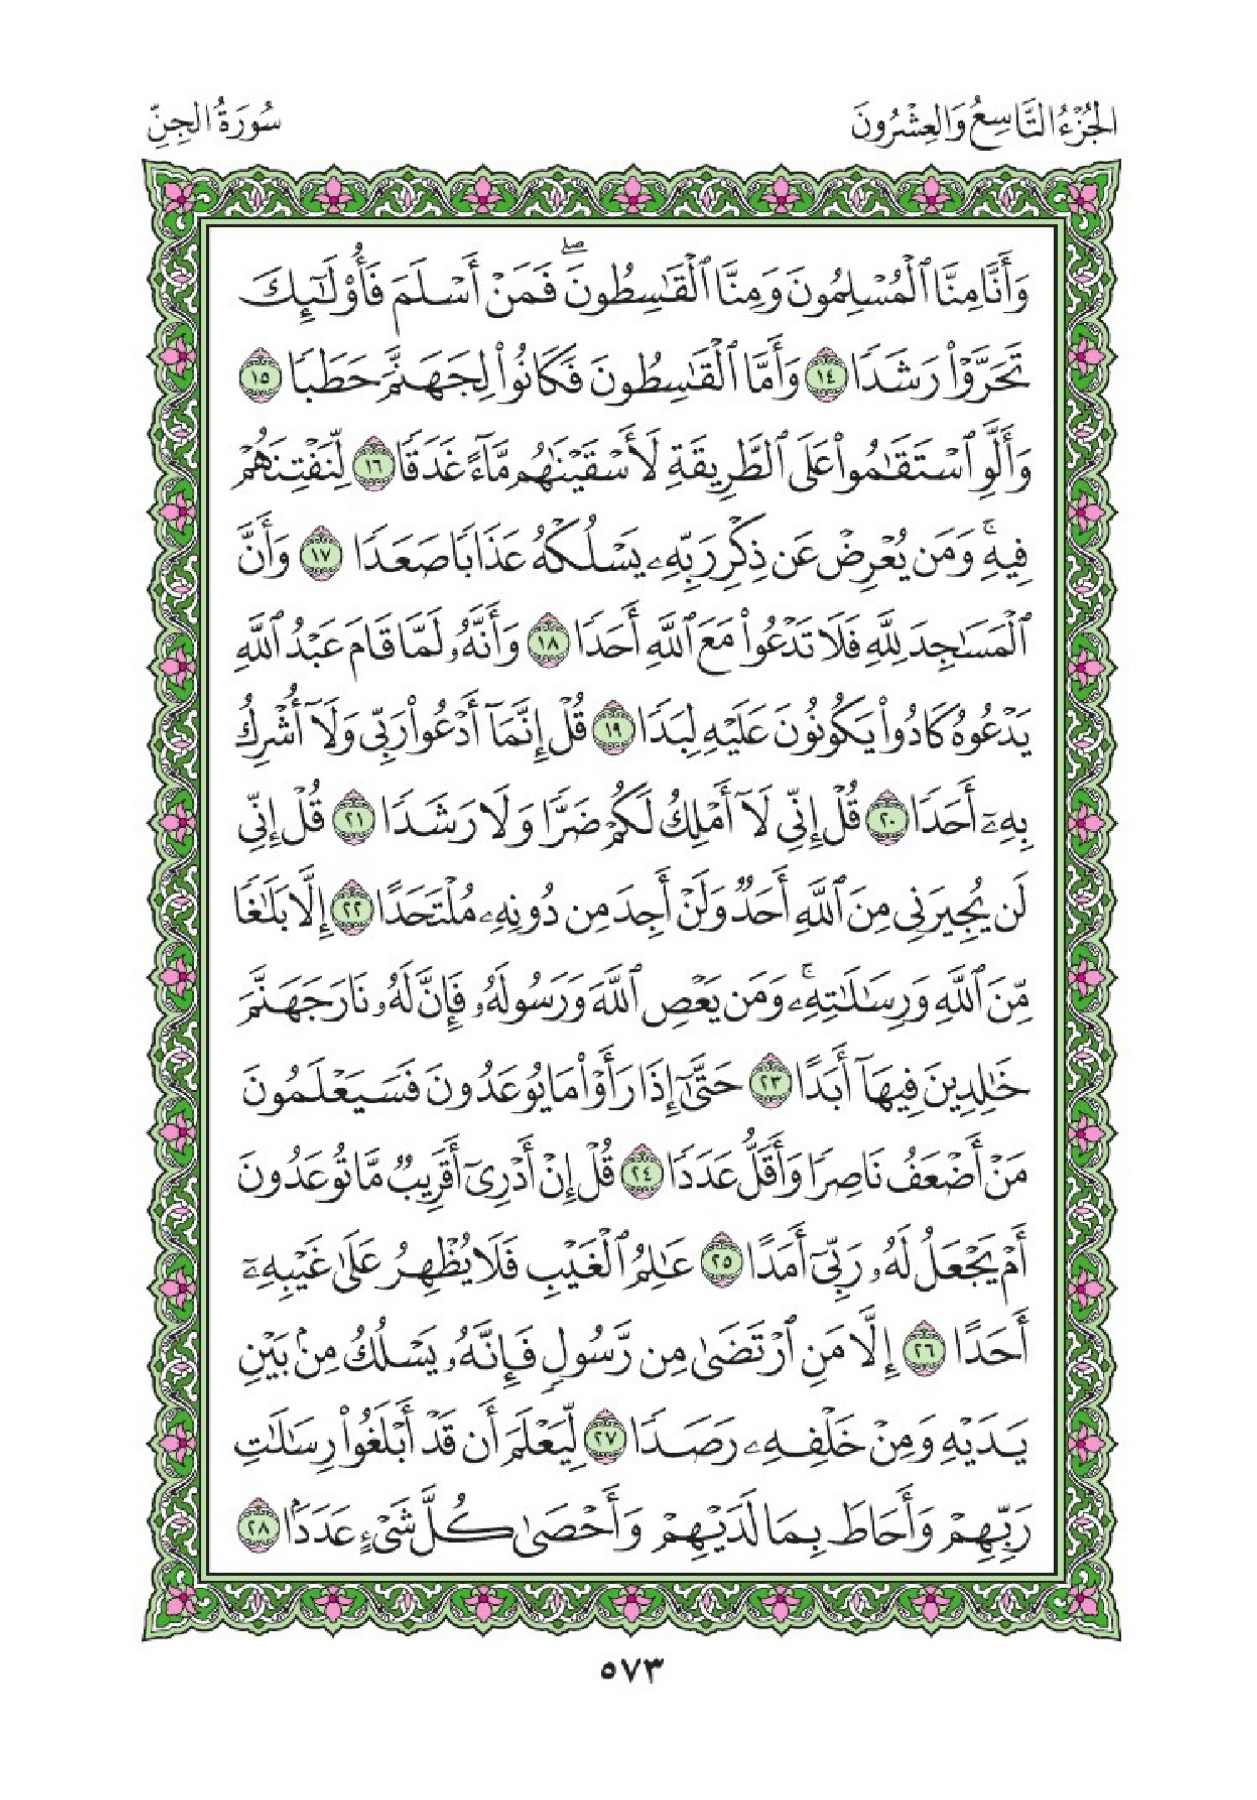 الجُزْءُ التَّاسِعُ وَالعِشْرُونَ
سُورَةُ الجِنِّ
وَأَنَّا مِنَّا ٱلْمُسْلِمُونَ وَمِنَّا ٱلْقَٰسِطُونَۖ فَمَنْ أَسْلَمَ فَأُو۟لَٰٓئِكَ
تَحَرَّوْا۟ رَشَدًا ١٤ وَأَمَّا ٱلْقَٰسِطُونَ فَكَانُوا۟ لِجَهَنَّمَ حَطَبًا ١٥
وَأَلَّوِ ٱسْتَقَٰمُوا۟ عَلَى ٱلطَّرِيقَةِ لَأَسْقَيْنَٰهُم مَّآءً غَدَقًا ١٦ لِّنَفْتِنَهُمْ
فِيهِۚ وَمَن يُعْرِضْ عَن ذِكْرِ رَبِّهِۦ يَسْلُكْهُ عَذَابًا صَعَدًا ١٧ وَأَنَّ
ٱلْمَسَٰجِدَ لِلَّهِ فَلَا تَدْعُوا۟ مَعَ ٱللَّهِ أَحَدًا ١٨ وَأَنَّهُۥ لَمَّا قَامَ عَبْدُ ٱللَّهِ
يَدْعُوهُ كَادُوا۟ يَكُونُونَ عَلَيْهِ لِبَدًا ١٩ قُلْ إِنَّمَآ أَدْعُوا۟ رَبِّى وَلَآ أُشْرِكُ
بِهِۦٓ أَحَدًا ٢٠ قُلْ إِنِّى لَآ أَمْلِكُ لَكُمْ ضَرًّا وَلَا رَشَدًا ٢١ قُلْ إِنِّى
لَن يُجِيرَنِى مِنَ ٱللَّهِ أَحَدٌ وَلَنْ أَجِدَ مِن دُونِهِۦ مُلْتَحَدًا ٢٢ إِلَّا بَلَٰغًا
مِّنَ ٱللَّهِ وَرِسَٰلَٰتِهِۦۚ وَمَن يَعْصِ ٱللَّهَ وَرَسُولَهُۥ فَإِنَّ لَهُۥ نَارَ جَهَنَّمَ
خَٰلِدِينَ فِيهَآ أَبَدًا ٢٣ حَتَّىٰٓ إِذَا رَأَوْا۟ مَا يُوعَدُونَ فَسَيَعْلَمُونَ
مَنْ أَضْعَفُ نَاصِرًا وَأَقَلُّ عَدَدًا ٢٤ قُلْ إِنْ أَدْرِىٓ أَقَرِيبٌ مَّا تُوعَدُونَ
أَمْ يَجْعَلُ لَهُۥ رَبِّىٓ أَمَدًا ٢٥ عَٰلِمُ ٱلْغَيْبِ فَلَا يُظْهِرُ عَلَىٰ غَيْبِهِۦٓ
أَحَدًا ٢٦ إِلَّا مَنِ ٱرْتَضَىٰ مِن رَّسُولٍ فَإِنَّهُۥ يَسْلُكُ مِنۢ بَيْنِ
يَدَيْهِ وَمِنْ خَلْفِهِۦ رَصَدًا ٢٧ لِّيَعْلَمَ أَن قَدْ أَبْلَغُوا۟ رِسَٰلَٰتِ
رَبِّهِمْ وَأَحَاطَ بِمَا لَدَيْهِمْ وَأَحْصَىٰ كُلَّ شَىْءٍ عَدَدًۢا ٢٨
٥٧٣